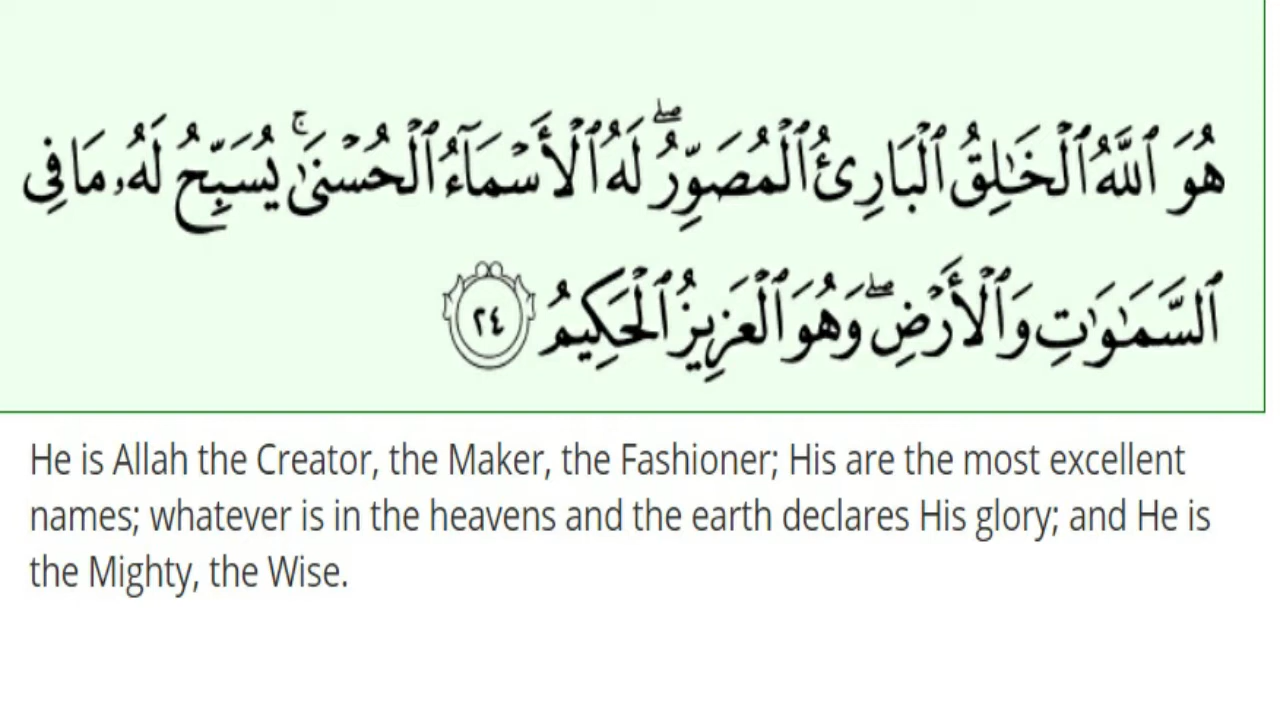 هُوَ ٱللَّهُ ٱلْخَـٰلِقُ ٱلْبَارِئُ ٱلْمُصَوِّرُ ۖ لَهُ ٱلْأَسْمَآءُ ٱلْحُسْنَىٰ ۚ يُسَبِّحُ لَهُۥ مَا فِى
ٱلسَّمَـٰوَٰتِ وَٱلْأَرْضِ ۖ وَهُوَ ٱلْعَزِيزُ ٱلْحَكِيمُ ٢٤
He is Allah the Creator, the Maker, the Fashioner; His are the most excellent
names; whatever is in the heavens and the earth declares His glory; and He is
the Mighty, the Wise.